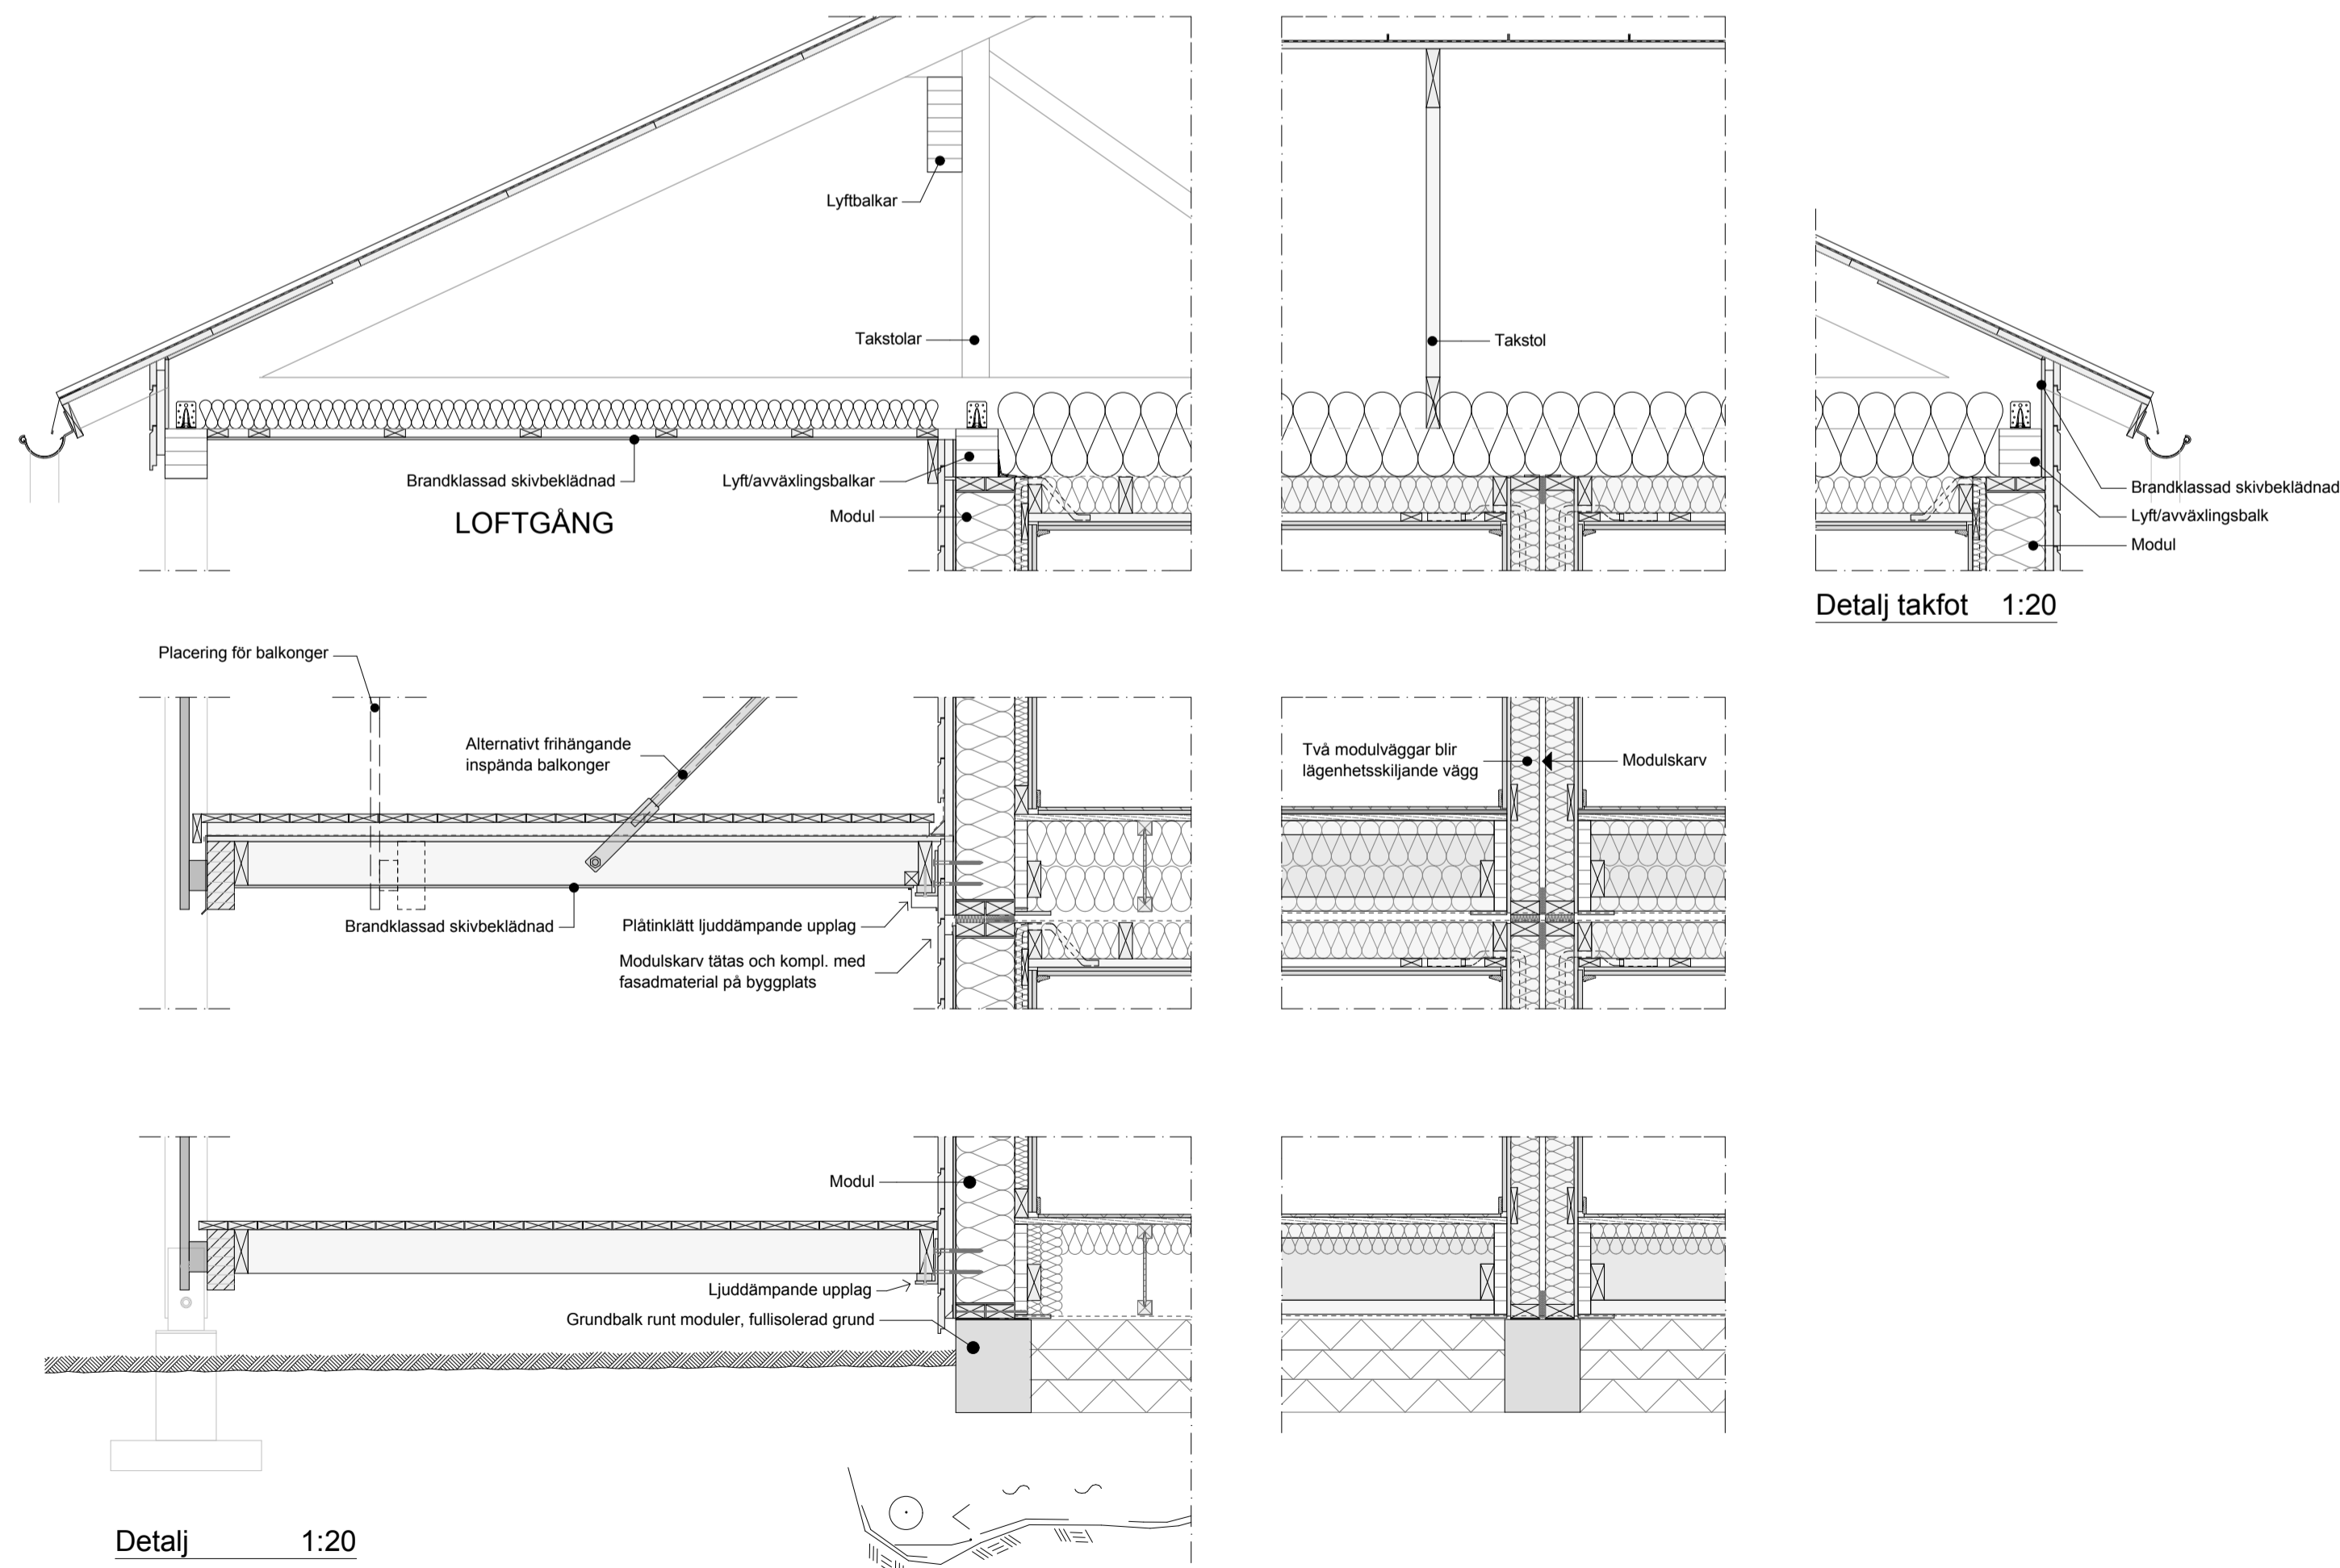 Lyftbalkar
Takstolar
Takstol
Brandklassad skivbeklädnad
Lyft/avväxlingsbalkar
LOFTGÅNG
Modul
Brandklassad skivbeklädnad
Lyft/avväxlingsbalk
Modul
Detalj takfot 1:20
Placering för balkonger
Alternativt frihängande
inspända balkonger
Två modulväggar blir
lägenhetsskiljande vägg
Modulskarv
Brandklassad skivbeklädnad
Plåtinklätt ljuddämpande upplag
Modulskarv tätas och kompl. med
fasadmaterial på byggplats
Modul
Ljuddämpande upplag
Grundbalk runt moduler, fullisolerad grund
Detalj 1:20